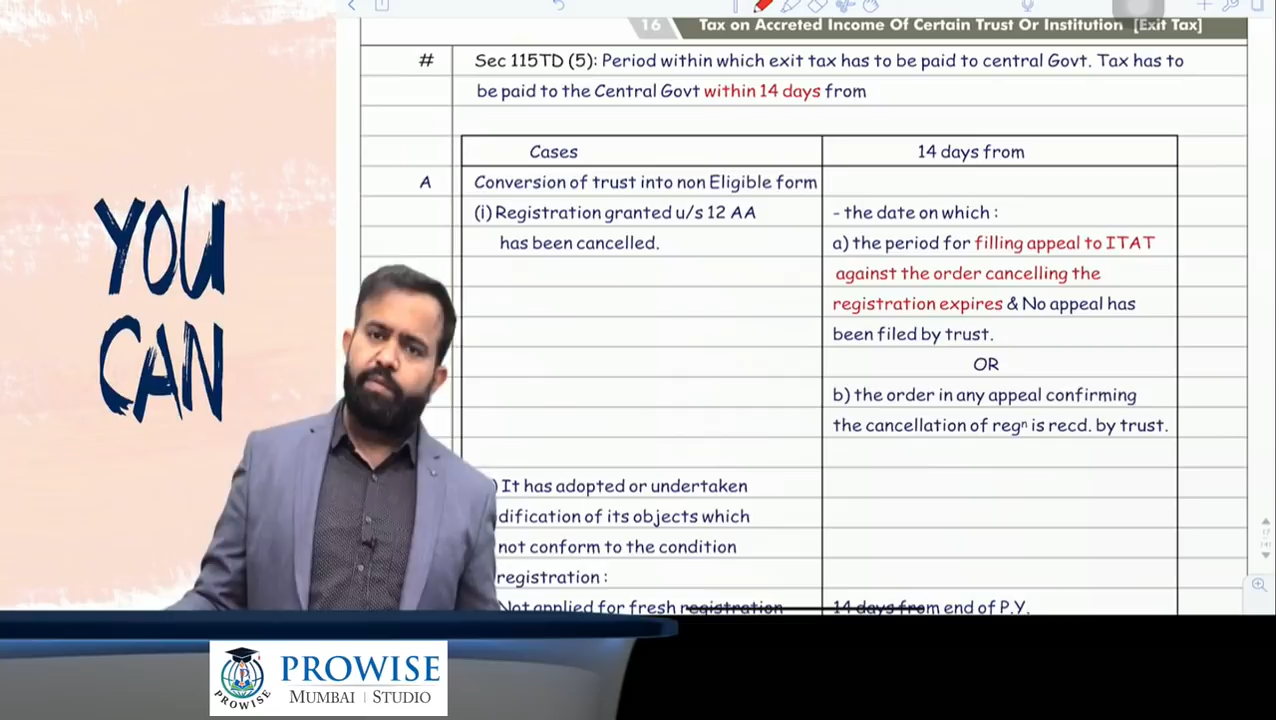 YOU
CAN
16 Tax on Accreted Income Of Certain Trust Or Institution [Exit Tax]
# Sec 115TD (5): Period within which exit tax has to be paid to central Govt. Tax has to
be paid to the Central Govt within 14 days from
Cases 14 days from
A Conversion of trust into non Eligible form
(i) Registration granted u/s 12 AA - the date on which :
has been cancelled. a) the period for filling appeal to ITAT
against the order cancelling the
registration expires & No appeal has
been filed by trust.
OR
b) the order in any appeal confirming
the cancellation of regⁿ is recd. by trust.
) It has adopted or undertaken
dification of its objects which
not conform to the condition
registration :
Not applied for fresh registration 14 days from end of P.Y.
PROWISE
PROWISE
MUMBAI | STUDIO